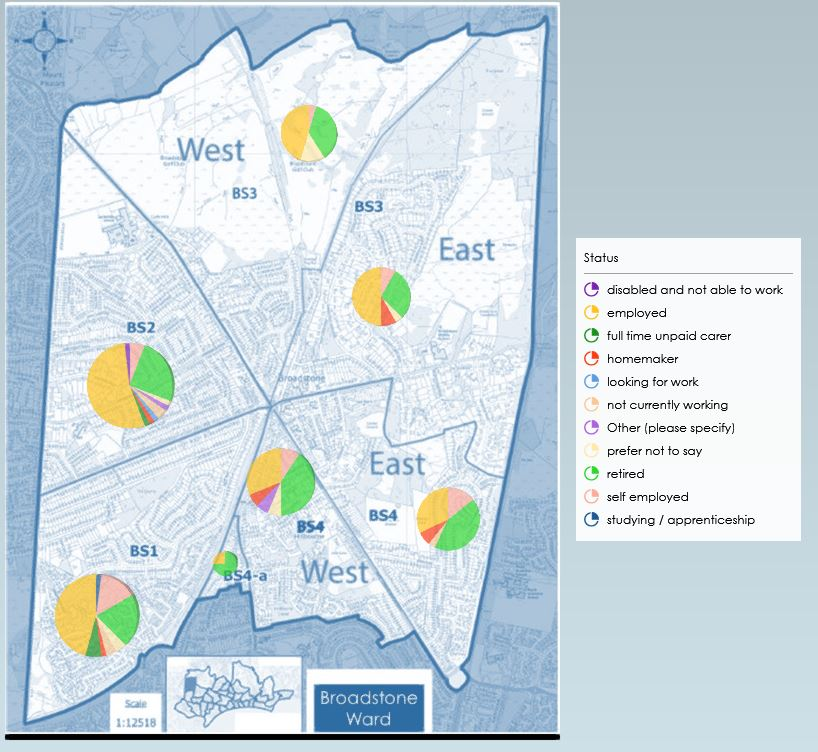 West
BS3
BS3
East
BS2
Broadstone
East
BS4
BS4
BS1
BS4-a
West
Scale
1:12518
Broadstone
Ward
Status
disabled and not able to work
employed
full time unpaid carer
homemaker
looking for work
not currently working
Other (please specify)
prefer not to say
retired
self employed
studying / apprenticeship